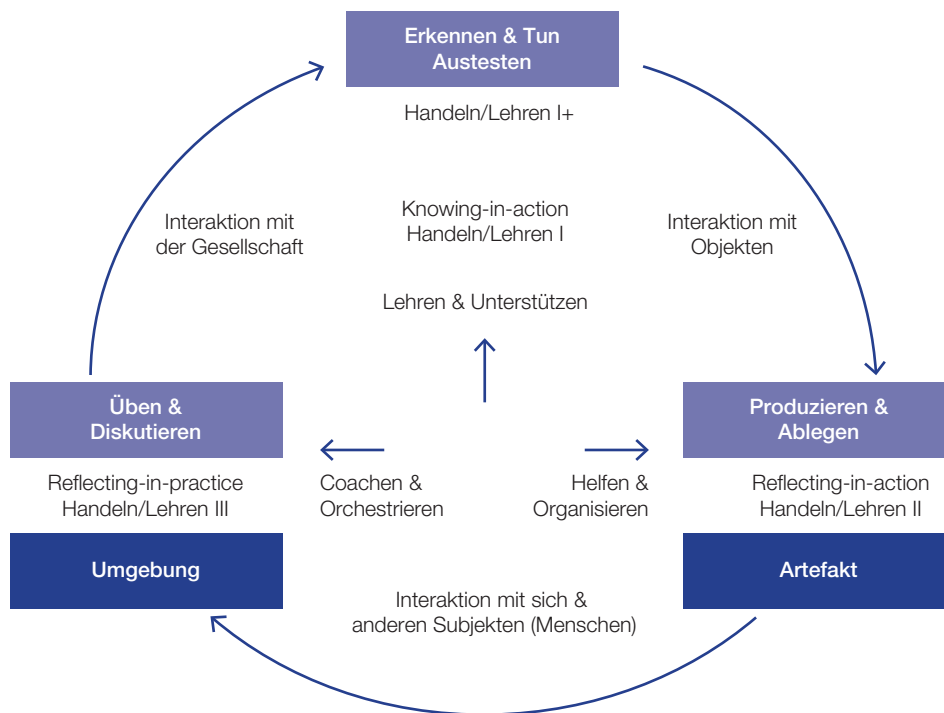 Erkennen & Tun
Austesten
Handeln/Lehren I+
Interaktion mit
der Gesellschaft
Knowing-in-action
Handeln/Lehren I
Interaktion mit
Objekten
Lehren & Unterstützen
Üben &
Diskutieren
Produzieren &
Ablegen
Reflecting-in-practice
Handeln/Lehren III
Coachen &
Orchestrieren
Helfen &
Organisieren
Reflecting-in-action
Handeln/Lehren II
Umgebung
Artefakt
Interaktion mit sich &
anderen Subjekten (Menschen)